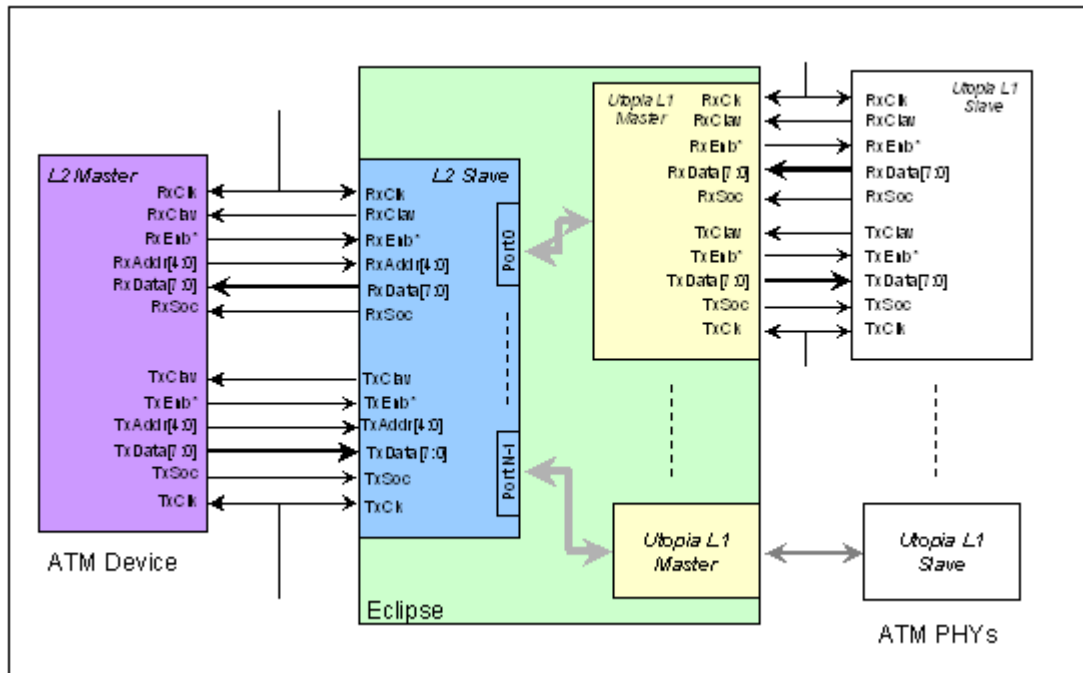 L2 Master
RxClk
RxClav
RxEnb*
RxAddr[4:0]
RxData[7:0]
RxSoc
TxClav
TxEnb*
TxAddr[4:0]
TxData[7:0]
TxSoc
TxClk
ATM Device
L2 Slave
RxClk
RxClav
RxEnb*
RxAddr[4:0]
RxData[7:0]
RxSoc
TxClav
TxEnb*
TxAddr[4:0]
TxData[7:0]
TxSoc
TxClk
Port0
PortN-1
Eclipse
Utopia L1
Master
RxClk
RxClav
RxEnb*
RxData[7:0]
RxSoc
TxClav
TxEnb*
TxData[7:0]
TxSoc
TxClk
Utopia L1
Slave
RxClk
RxClav
RxEnb*
RxData[7:0]
RxSoc
TxClav
TxEnb*
TxData[7:0]
TxSoc
TxClk
Utopia L1
Master
Utopia L1
Slave
ATM PHYs